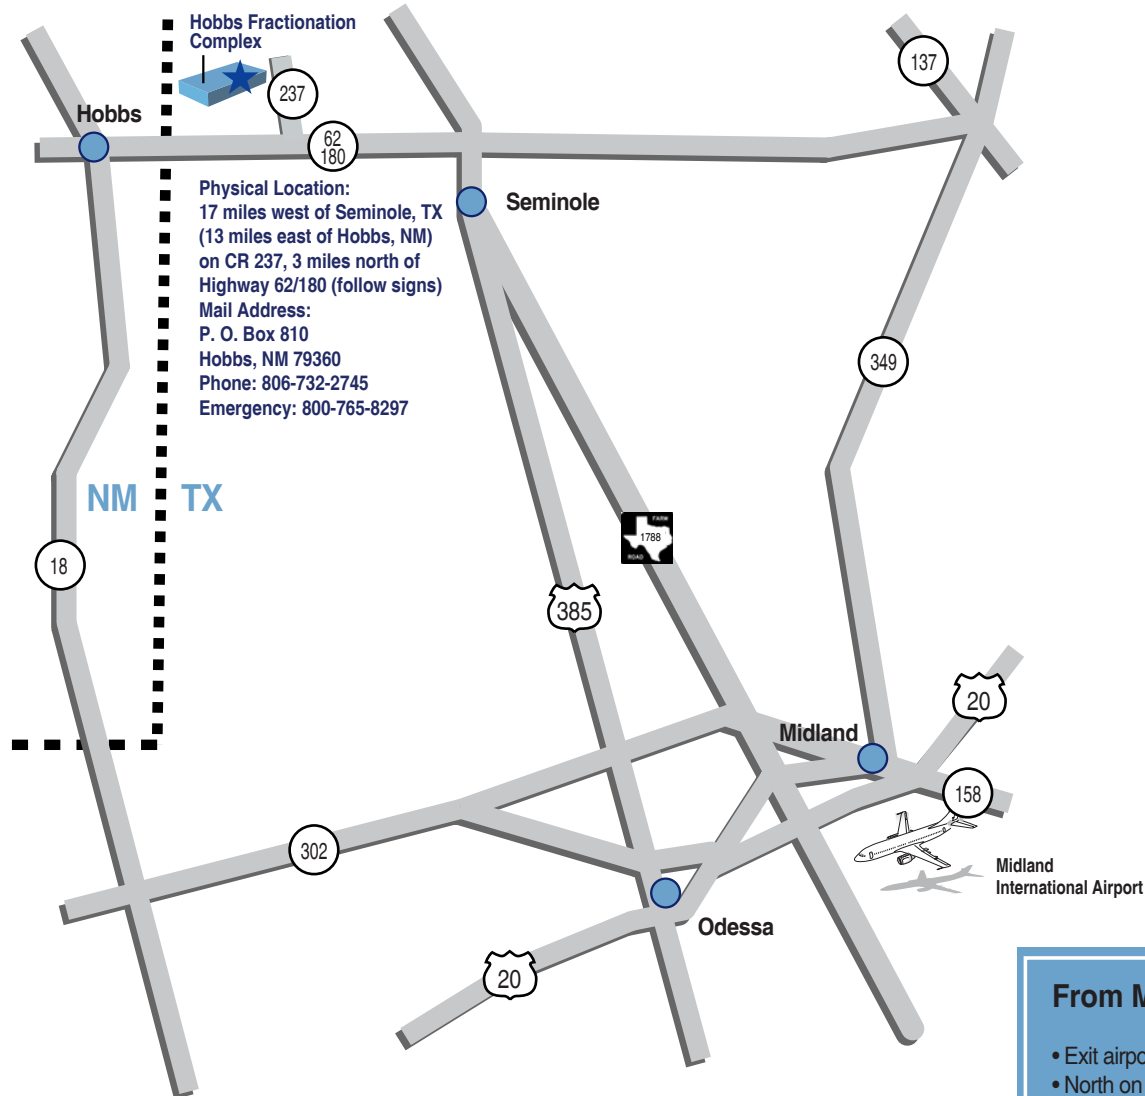 Hobbs Fractionation
Complex
137
237
Hobbs
62
180
Physical Location:
17 miles west of Seminole, TX
(13 miles east of Hobbs, NM)
on CR 237, 3 miles north of
Highway 62/180 (follow signs)
Mail Address:
P. O. Box 810
Hobbs, NM 79360
Phone: 806-732-2745
Emergency: 800-765-8297
Seminole
349
NM
TX
FARM
1788
ROAD
18
385
20
Midland
158
302
Midland
International Airport
Odessa
20
From M
• Exit airpo
• North on